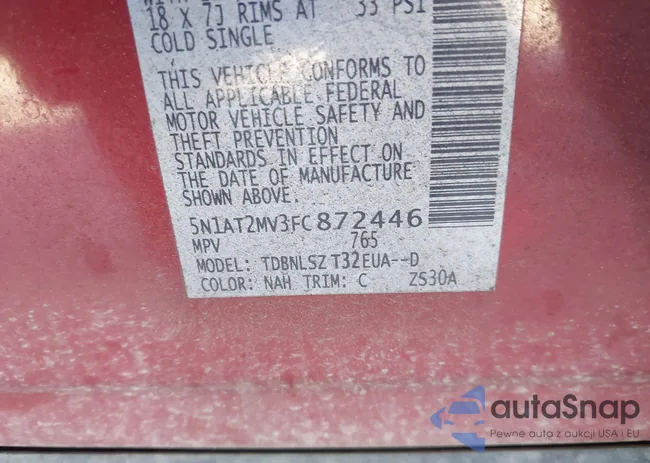 18 X 7J RIMS AT 33 PSI
COLD SINGLE
THIS VEHICLE CONFORMS TO
ALL APPLICABLE FEDERAL
MOTOR VEHICLE SAFETY AND
THEFT PREVENTION
STANDARDS IN EFFECT ON
THE DATE OF MANUFACTURE
SHOWN ABOVE.
5N1AT2MV3FC872446
MPV 765
MODEL: TDBNLSZ T32EUA--D
COLOR: NAH TRIM: C ZS30A
autaSnap
Pewne auta z aukcji USA i EU